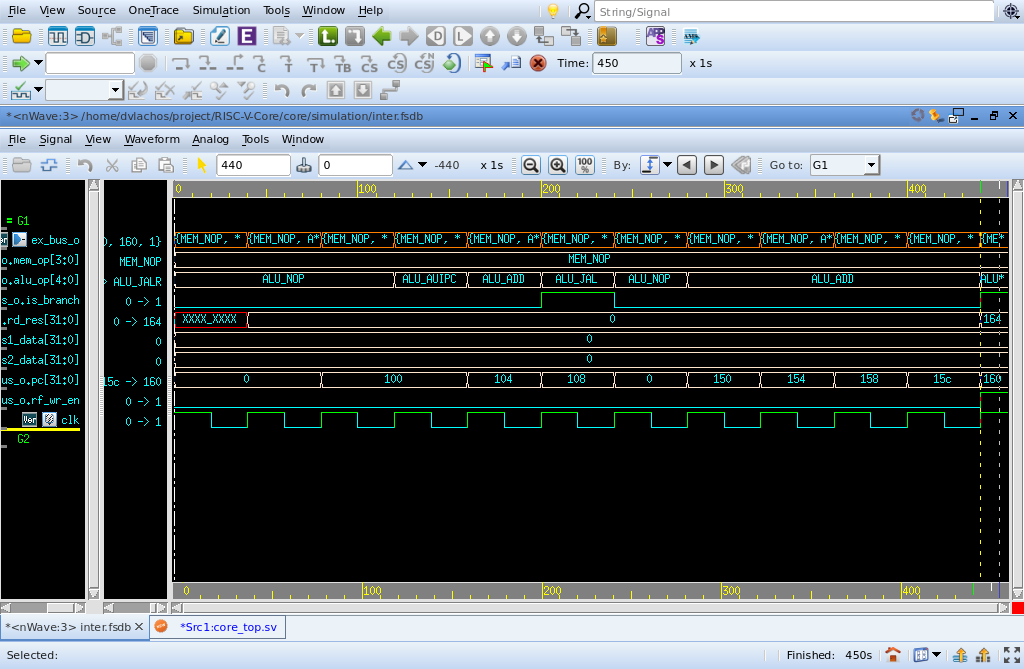 File View Source OneTrace Simulation Tools Window Help String/Signal
Time: 450 x 1s
*<nWave:3> /home/dvlachos/project/RISC-V-Core/core/simulation/inter.fsdb
File Signal View Waveform Analog Tools Window
440 0 -440 x 1s 100% By: Go to: G1
0 100 200 300 400
= G1
ex_bus_o 0, 160, 1} {MEM_NOP, * {MEM_NOP, A* {MEM_NOP, * {MEM_NOP, * {MEM_NOP, A* {MEM_NOP, * {MEM_NOP, * {MEM_NOP, * {MEM_NOP, A* {MEM_NOP, * {MEM_NOP, * {ME*
o.mem_op[3:0] MEM_NOP MEM_NOP
o.alu_op[4:0] > ALU_JALR ALU_NOP ALU_AUIPC ALU_ADD ALU_JAL ALU_NOP ALU_ADD ALU*
s_o.is_branch 0 -> 1
.rd_res[31:0] 0 -> 164 XXXX_XXXX 0 164
s1_data[31:0] 0 0
s2_data[31:0] 0 0
us_o.pc[31:0] 15c -> 160 0 100 104 108 0 150 154 158 15c 160
us_o.rf_wr_en 0 -> 1
Var clk 0 -> 1
G2
0 100 200 300 400
*<nWave:3> inter.fsdb *Src1:core_top.sv
Selected: Finished: 450s